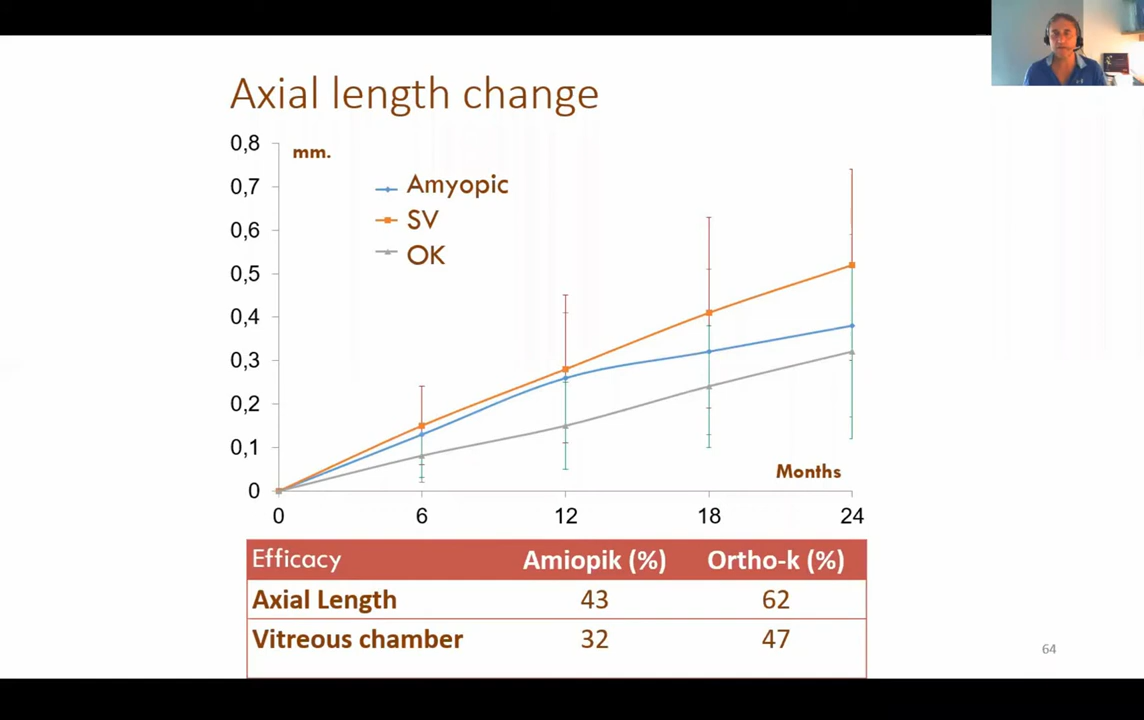 Axial length change
0,8
mm.
0,7
Amyopic
0,6
SV
0,5
OK
0,4
0,3
0,2
0,1
Months
0
0 6 12 18 24
Efficacy Amiopik (%) Ortho-k (%)
Axial Length 43 62
Vitreous chamber 32 47
64